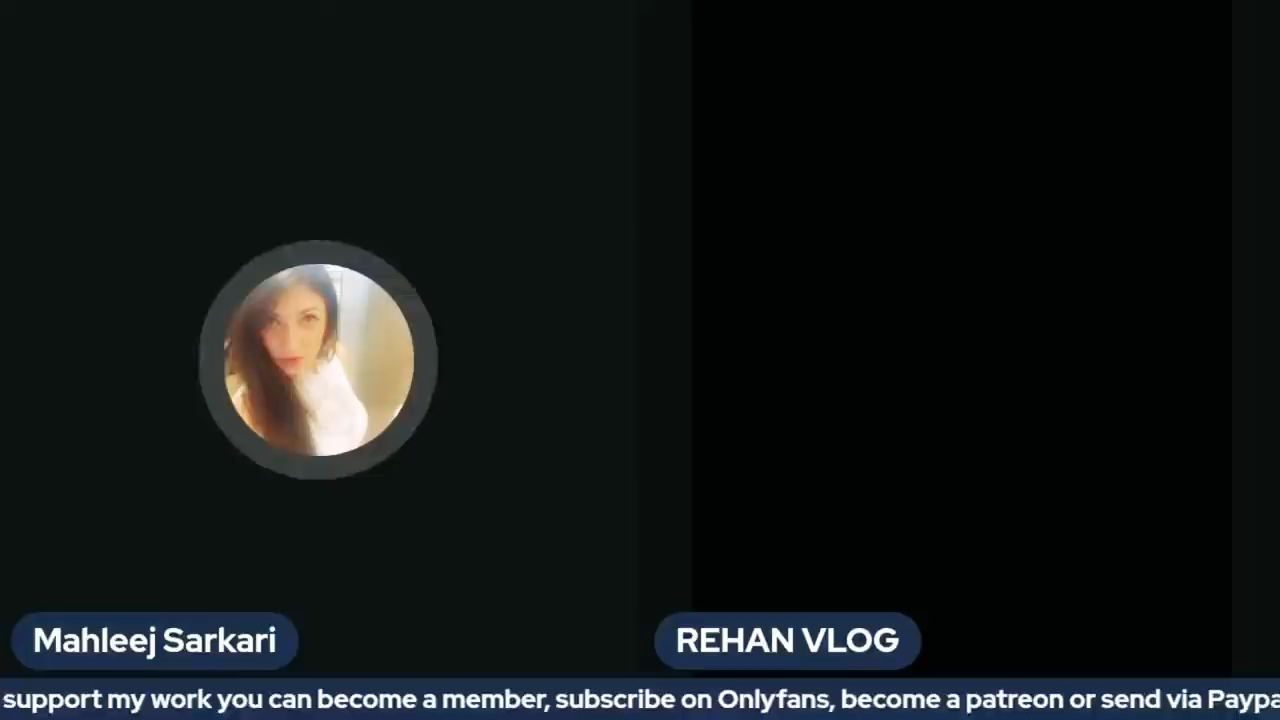 Mahleej Sarkari
REHAN VLOG
support my work you can become a member, subscribe on Onlyfans, become a patreon or send via